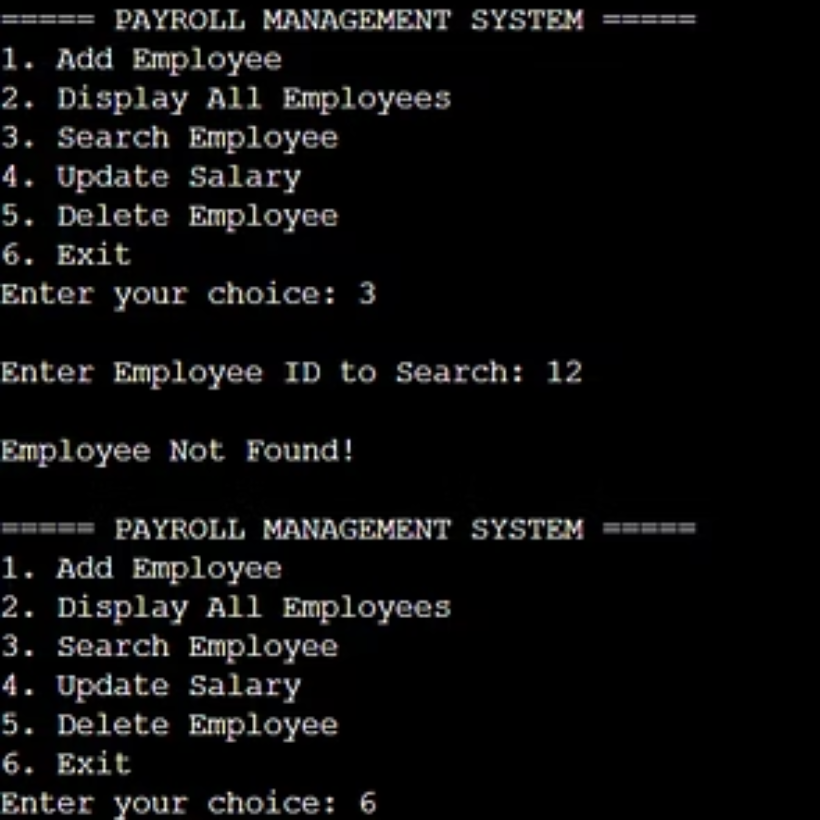 ===== PAYROLL MANAGEMENT SYSTEM =====
1. Add Employee
2. Display All Employees
3. Search Employee
4. Update Salary
5. Delete Employee
6. Exit
Enter your choice: 3
Enter Employee ID to Search: 12
Employee Not Found!
===== PAYROLL MANAGEMENT SYSTEM =====
1. Add Employee
2. Display All Employees
3. Search Employee
4. Update Salary
5. Delete Employee
6. Exit
Enter your choice: 6